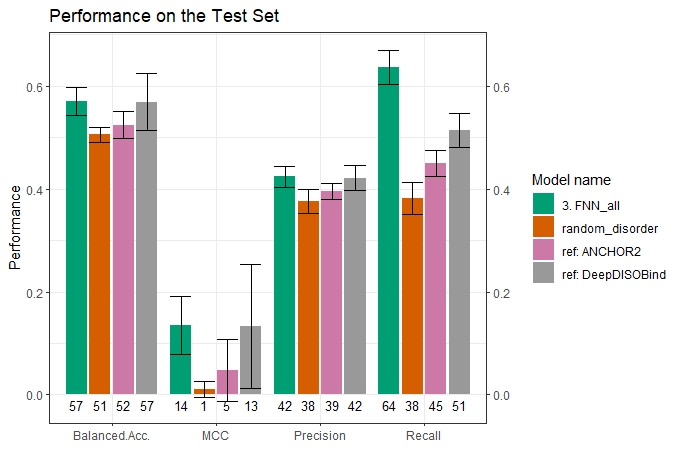 Performance on the Test Set
Performance
0.6
0.4
0.2
0.0
0.6
0.4
0.2
0.0
57 51 52 57 14 1 5 13 42 38 39 42 64 38 45 51
Balanced.Acc. MCC Precision Recall
Model name
3. FNN_all
random_disorder
ref: ANCHOR2
ref: DeepDISOBind